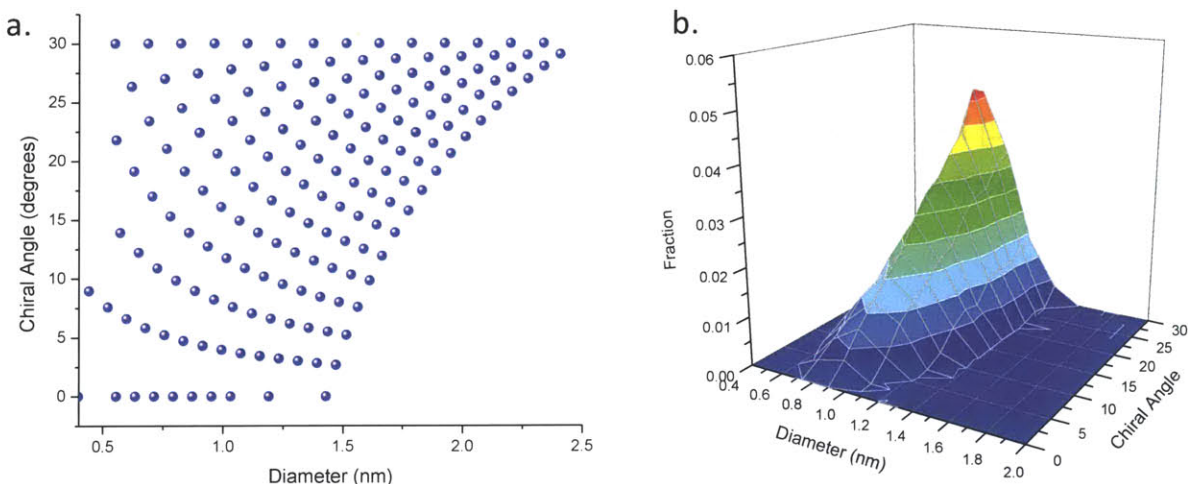 a.
Chiral Angle (degrees)
30
25
20
15
10
5
0
0.5 1.0 1.5 2.0 2.5
Diameter (nm)
b.
Fraction
0.06
0.05
0.04
0.03
0.02
0.01
0.00
0.4 0.6 0.8 1.0 1.2 1.4 1.6 1.8 2.0
Diameter (nm)
0 5 10 15 20 25 30
Chiral Angle